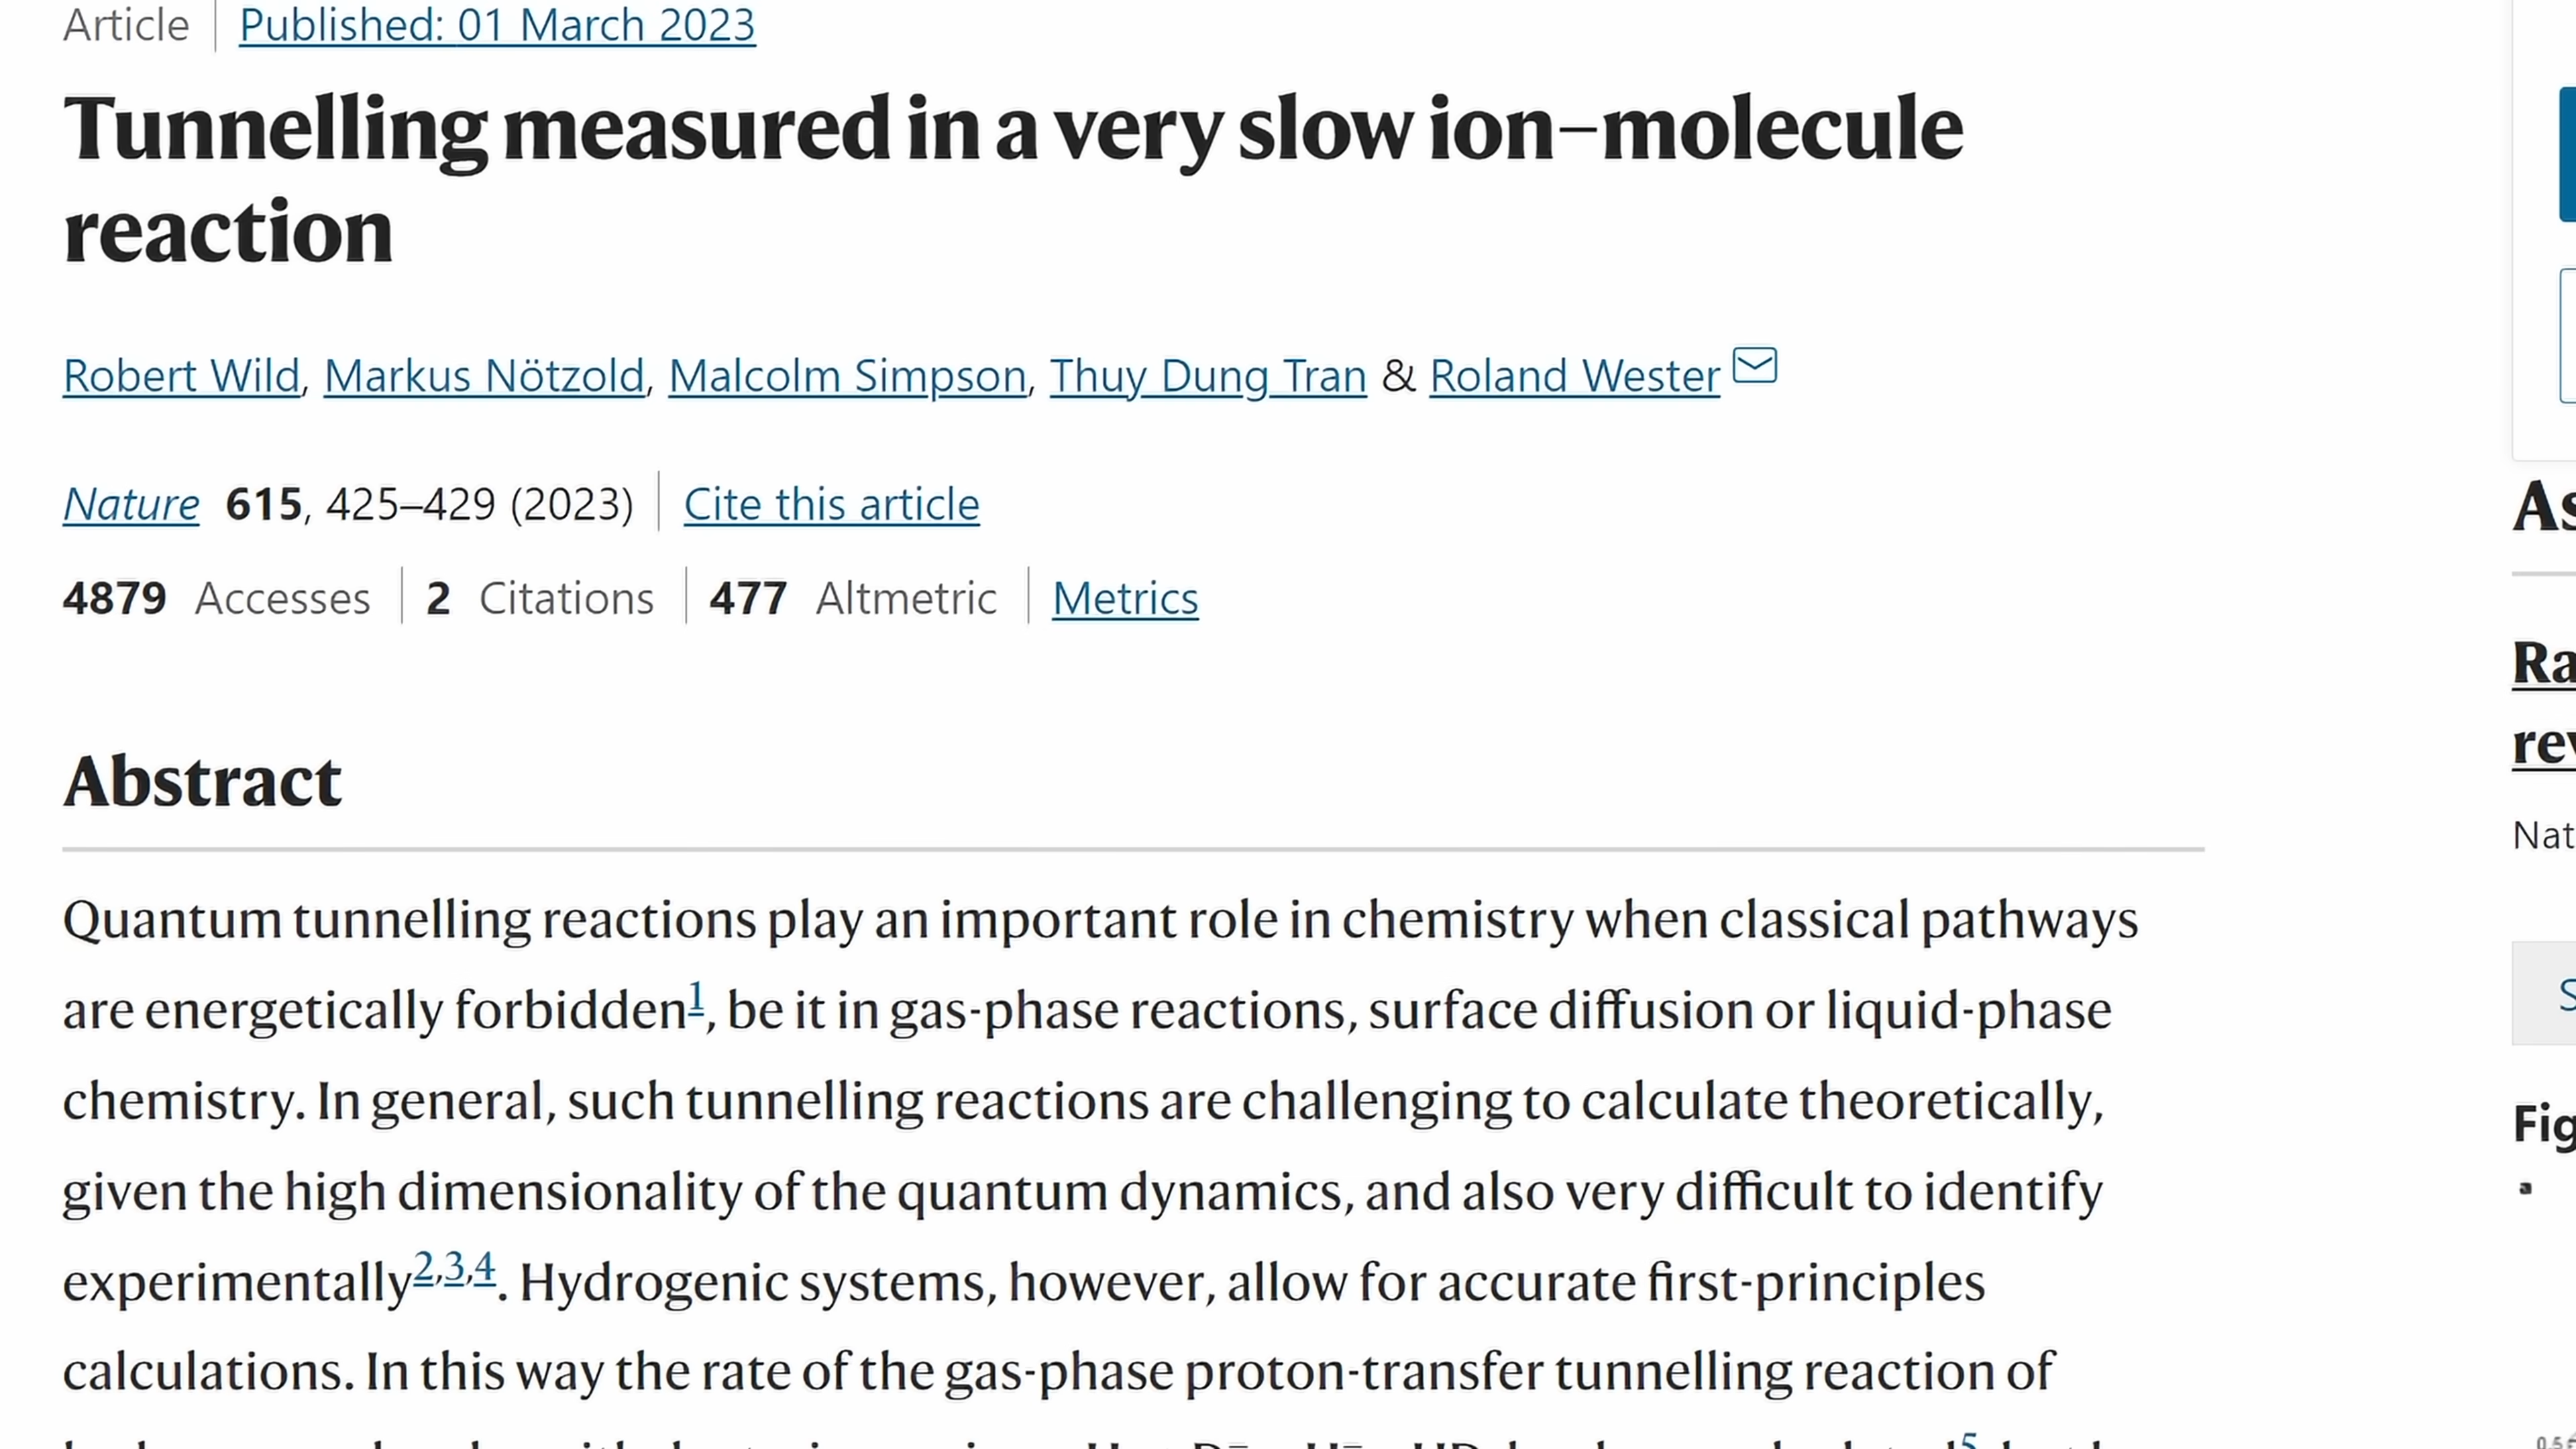 Article | Published: 01 March 2023
Tunnelling measured in a very slow ion–molecule
reaction
Robert Wild, Markus Nötzold, Malcolm Simpson, Thuy Dung Tran & Roland Wester
Nature 615, 425–429 (2023) | Cite this article
4879 Accesses | 2 Citations | 477 Altmetric | Metrics
Abstract
Quantum tunnelling reactions play an important role in chemistry when classical pathways
are energetically forbidden1, be it in gas-phase reactions, surface diffusion or liquid-phase
chemistry. In general, such tunnelling reactions are challenging to calculate theoretically,
given the high dimensionality of the quantum dynamics, and also very difficult to identify
experimentally2,3,4. Hydrogenic systems, however, allow for accurate first-principles
calculations. In this way the rate of the gas-phase proton-transfer tunnelling reaction of
As
Ra
rev
Nat
S
Fig